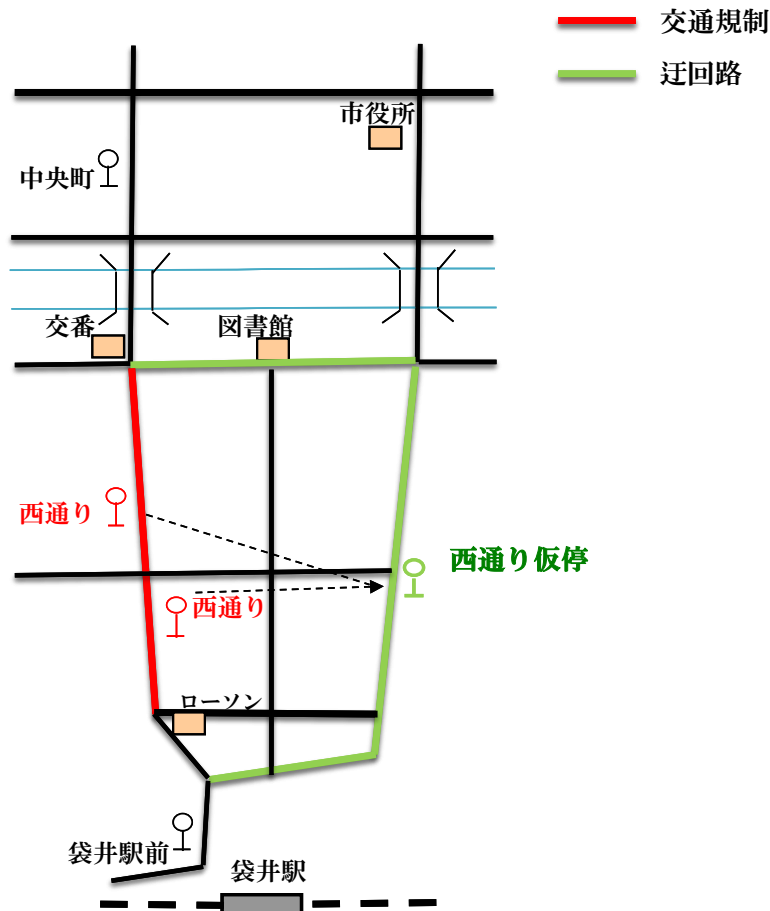 交通規制
迂回路
市役所
中央町
交番
図書館
西通り
西通り仮停
西通り
ローソン
袋井駅前
袋井駅